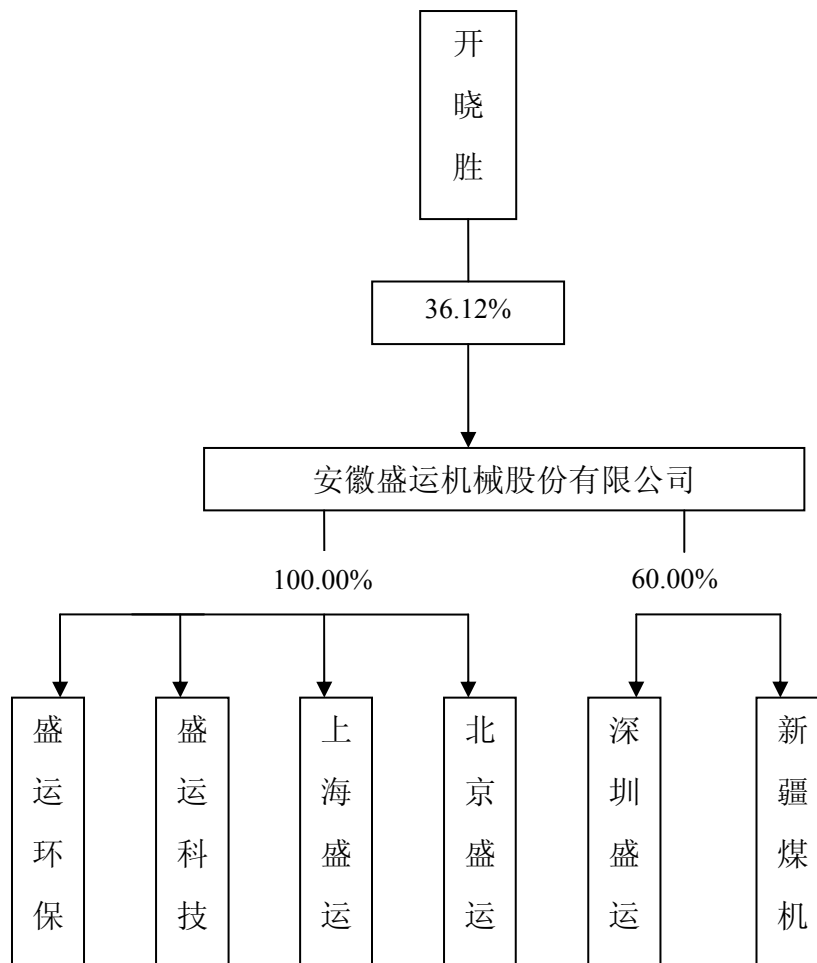 开晓胜
36.12%
安徽盛运机械股份有限公司
100.00%
60.00%
盛运环保
盛运科技
上海盛运
北京盛运
深圳盛运
新疆煤机